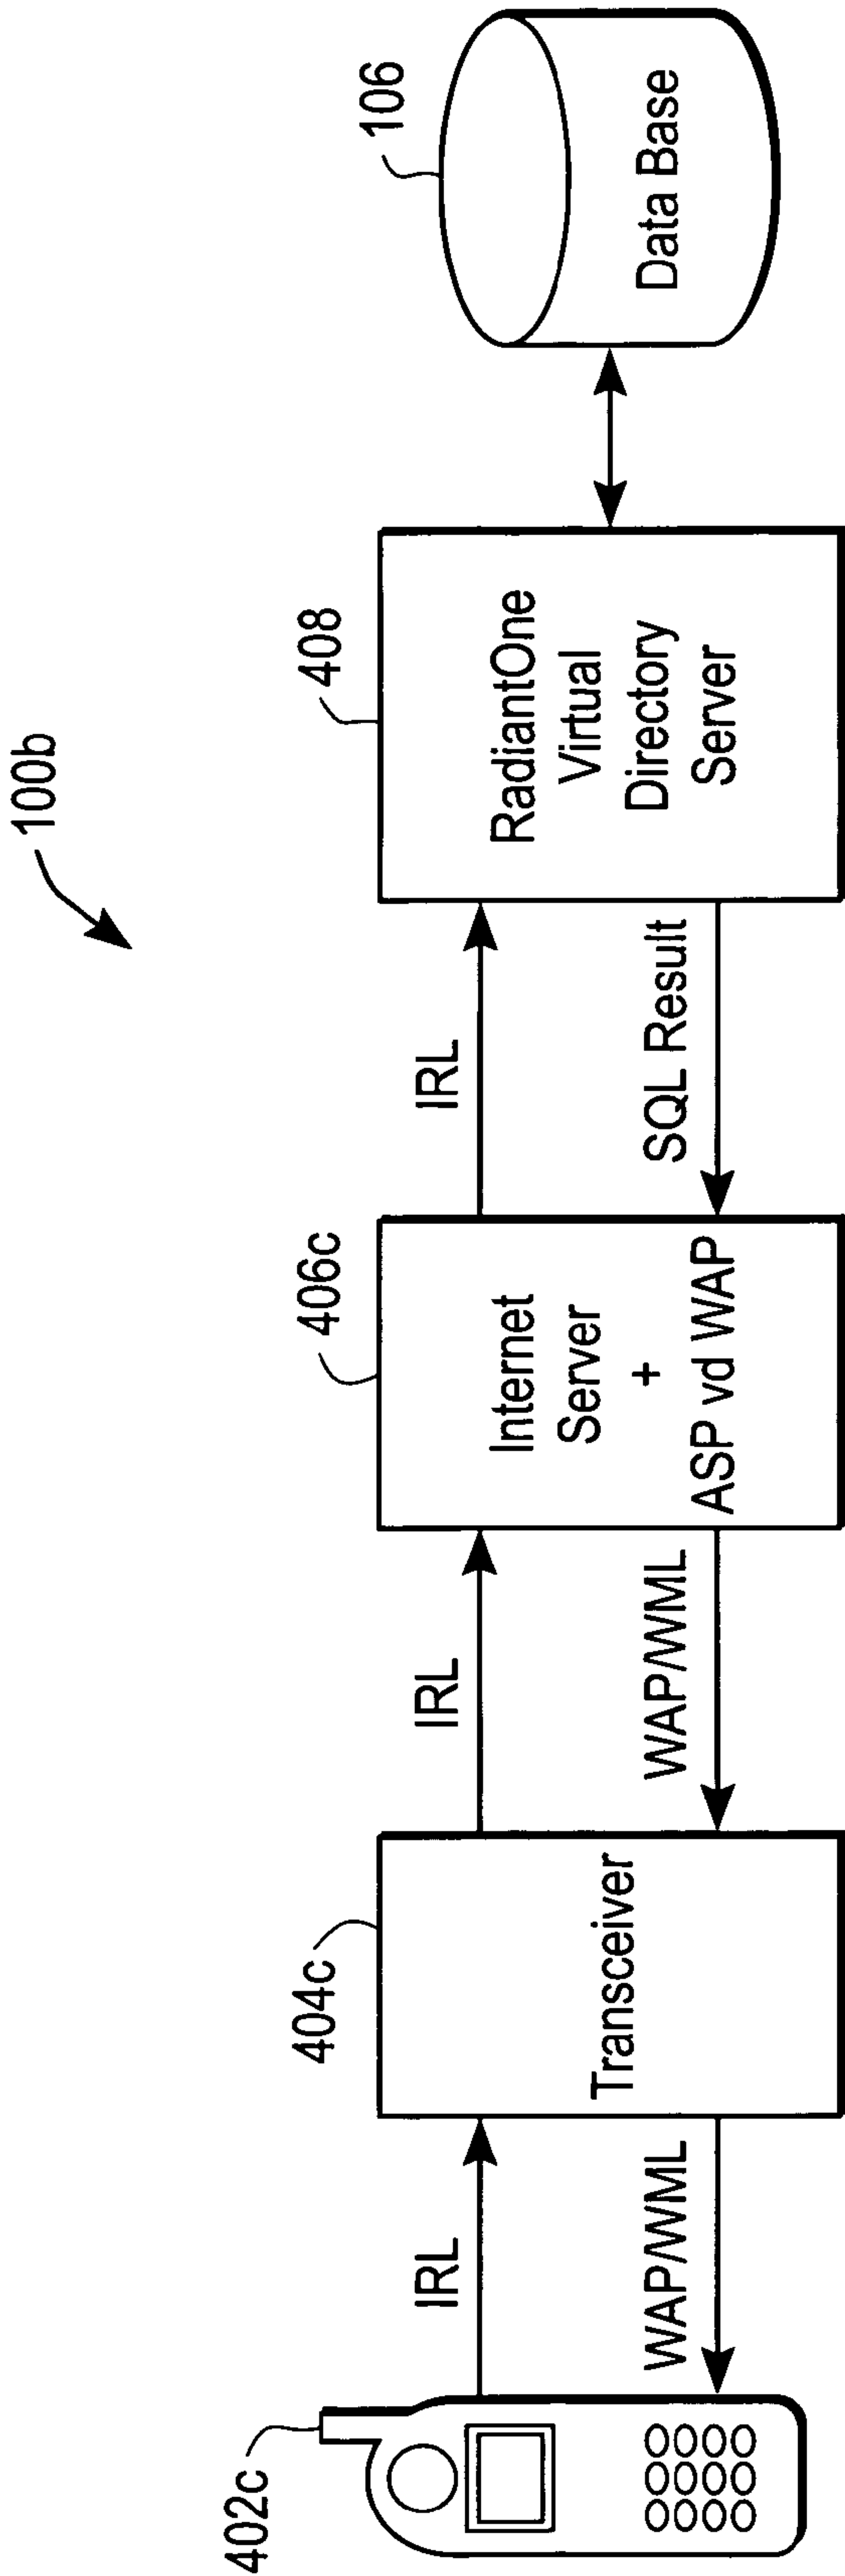 100b
402c
IRL
WAP/WML
404c
Transceiver
IRL
WAP/WML
406c
Internet
Server
+
ASP vd WAP
IRL
SQL Result
408
RadiantOne
Virtual
Directory
Server
106
Data Base